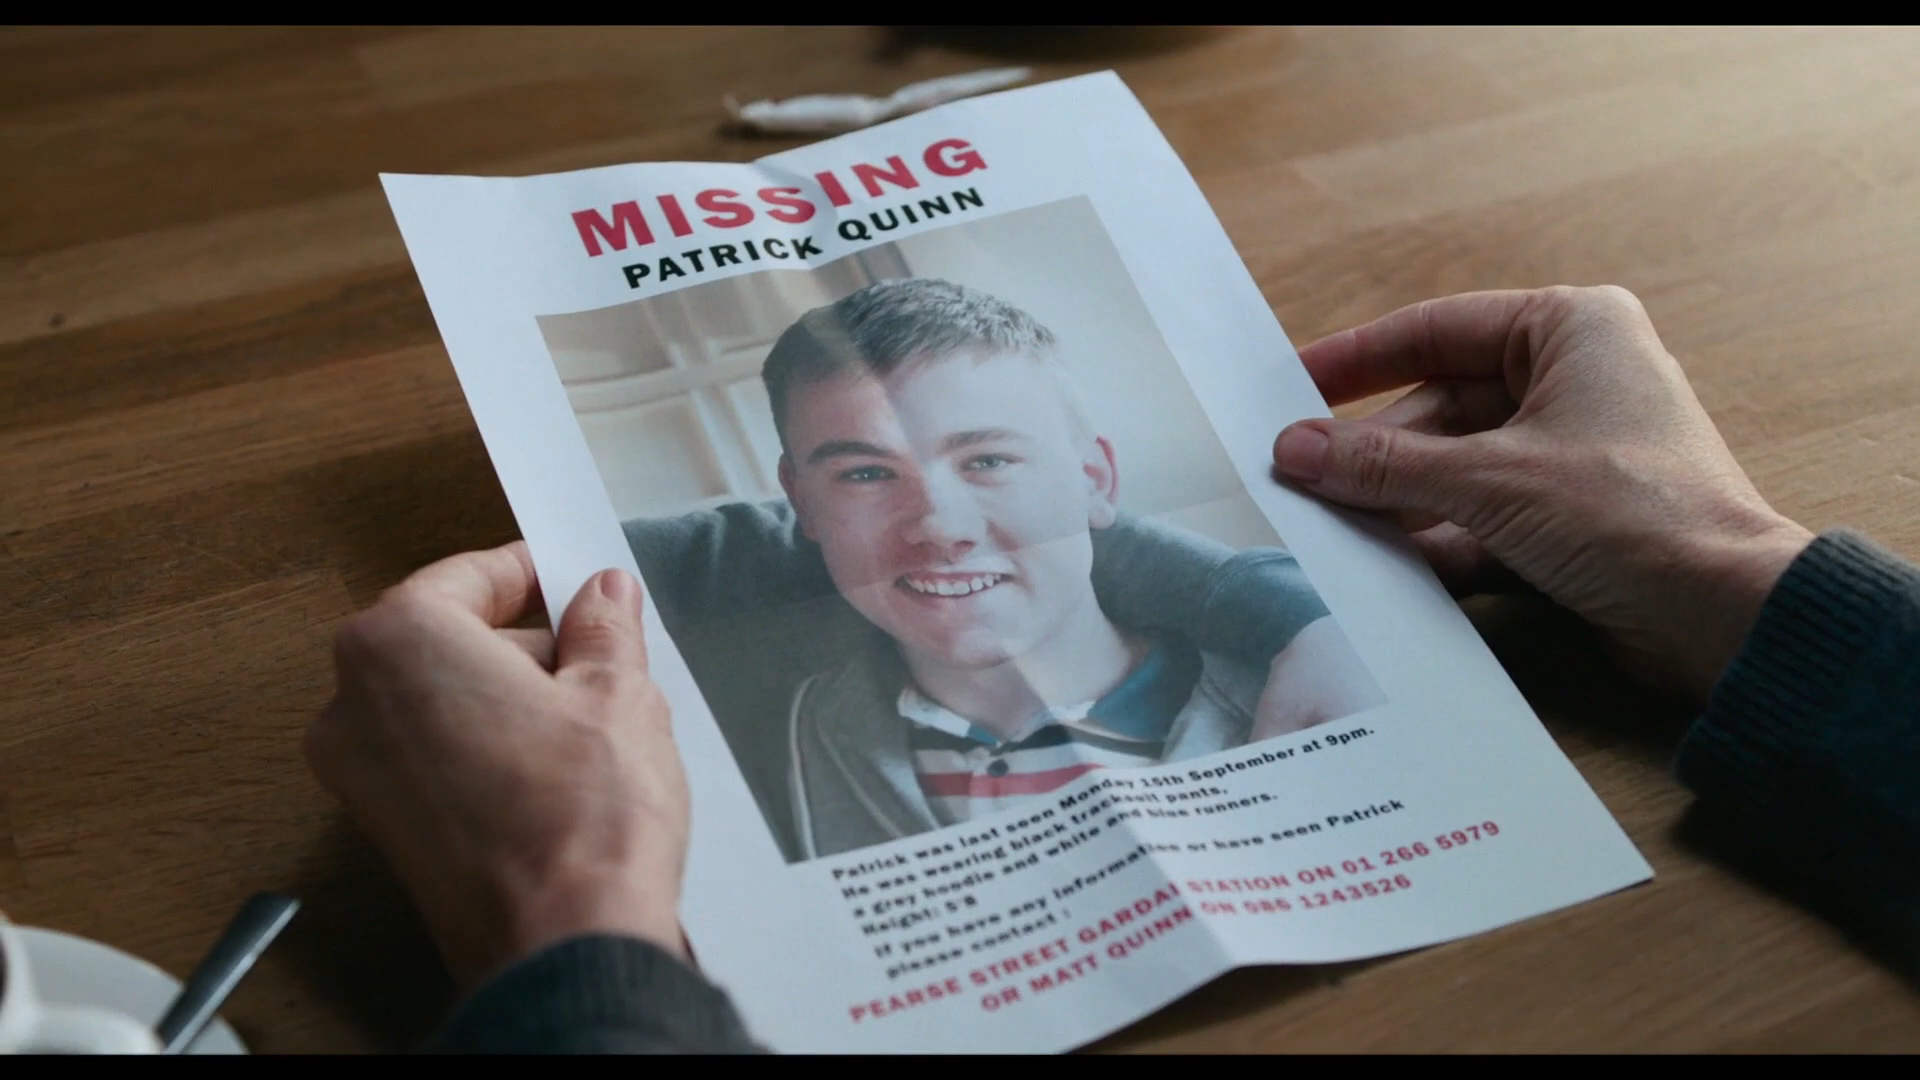 MISSING
PATRICK QUINN
Patrick was last seen Monday 15th September at 9pm.
He was wearing black tracksuit pants,
a grey hoodie and white and blue runners.
Height: 5'8
If you have any information or have seen Patrick
please contact :
PEARSE STREET GARDAI STATION ON 01 266 5979
OR MATT QUINN ON 086 1243526